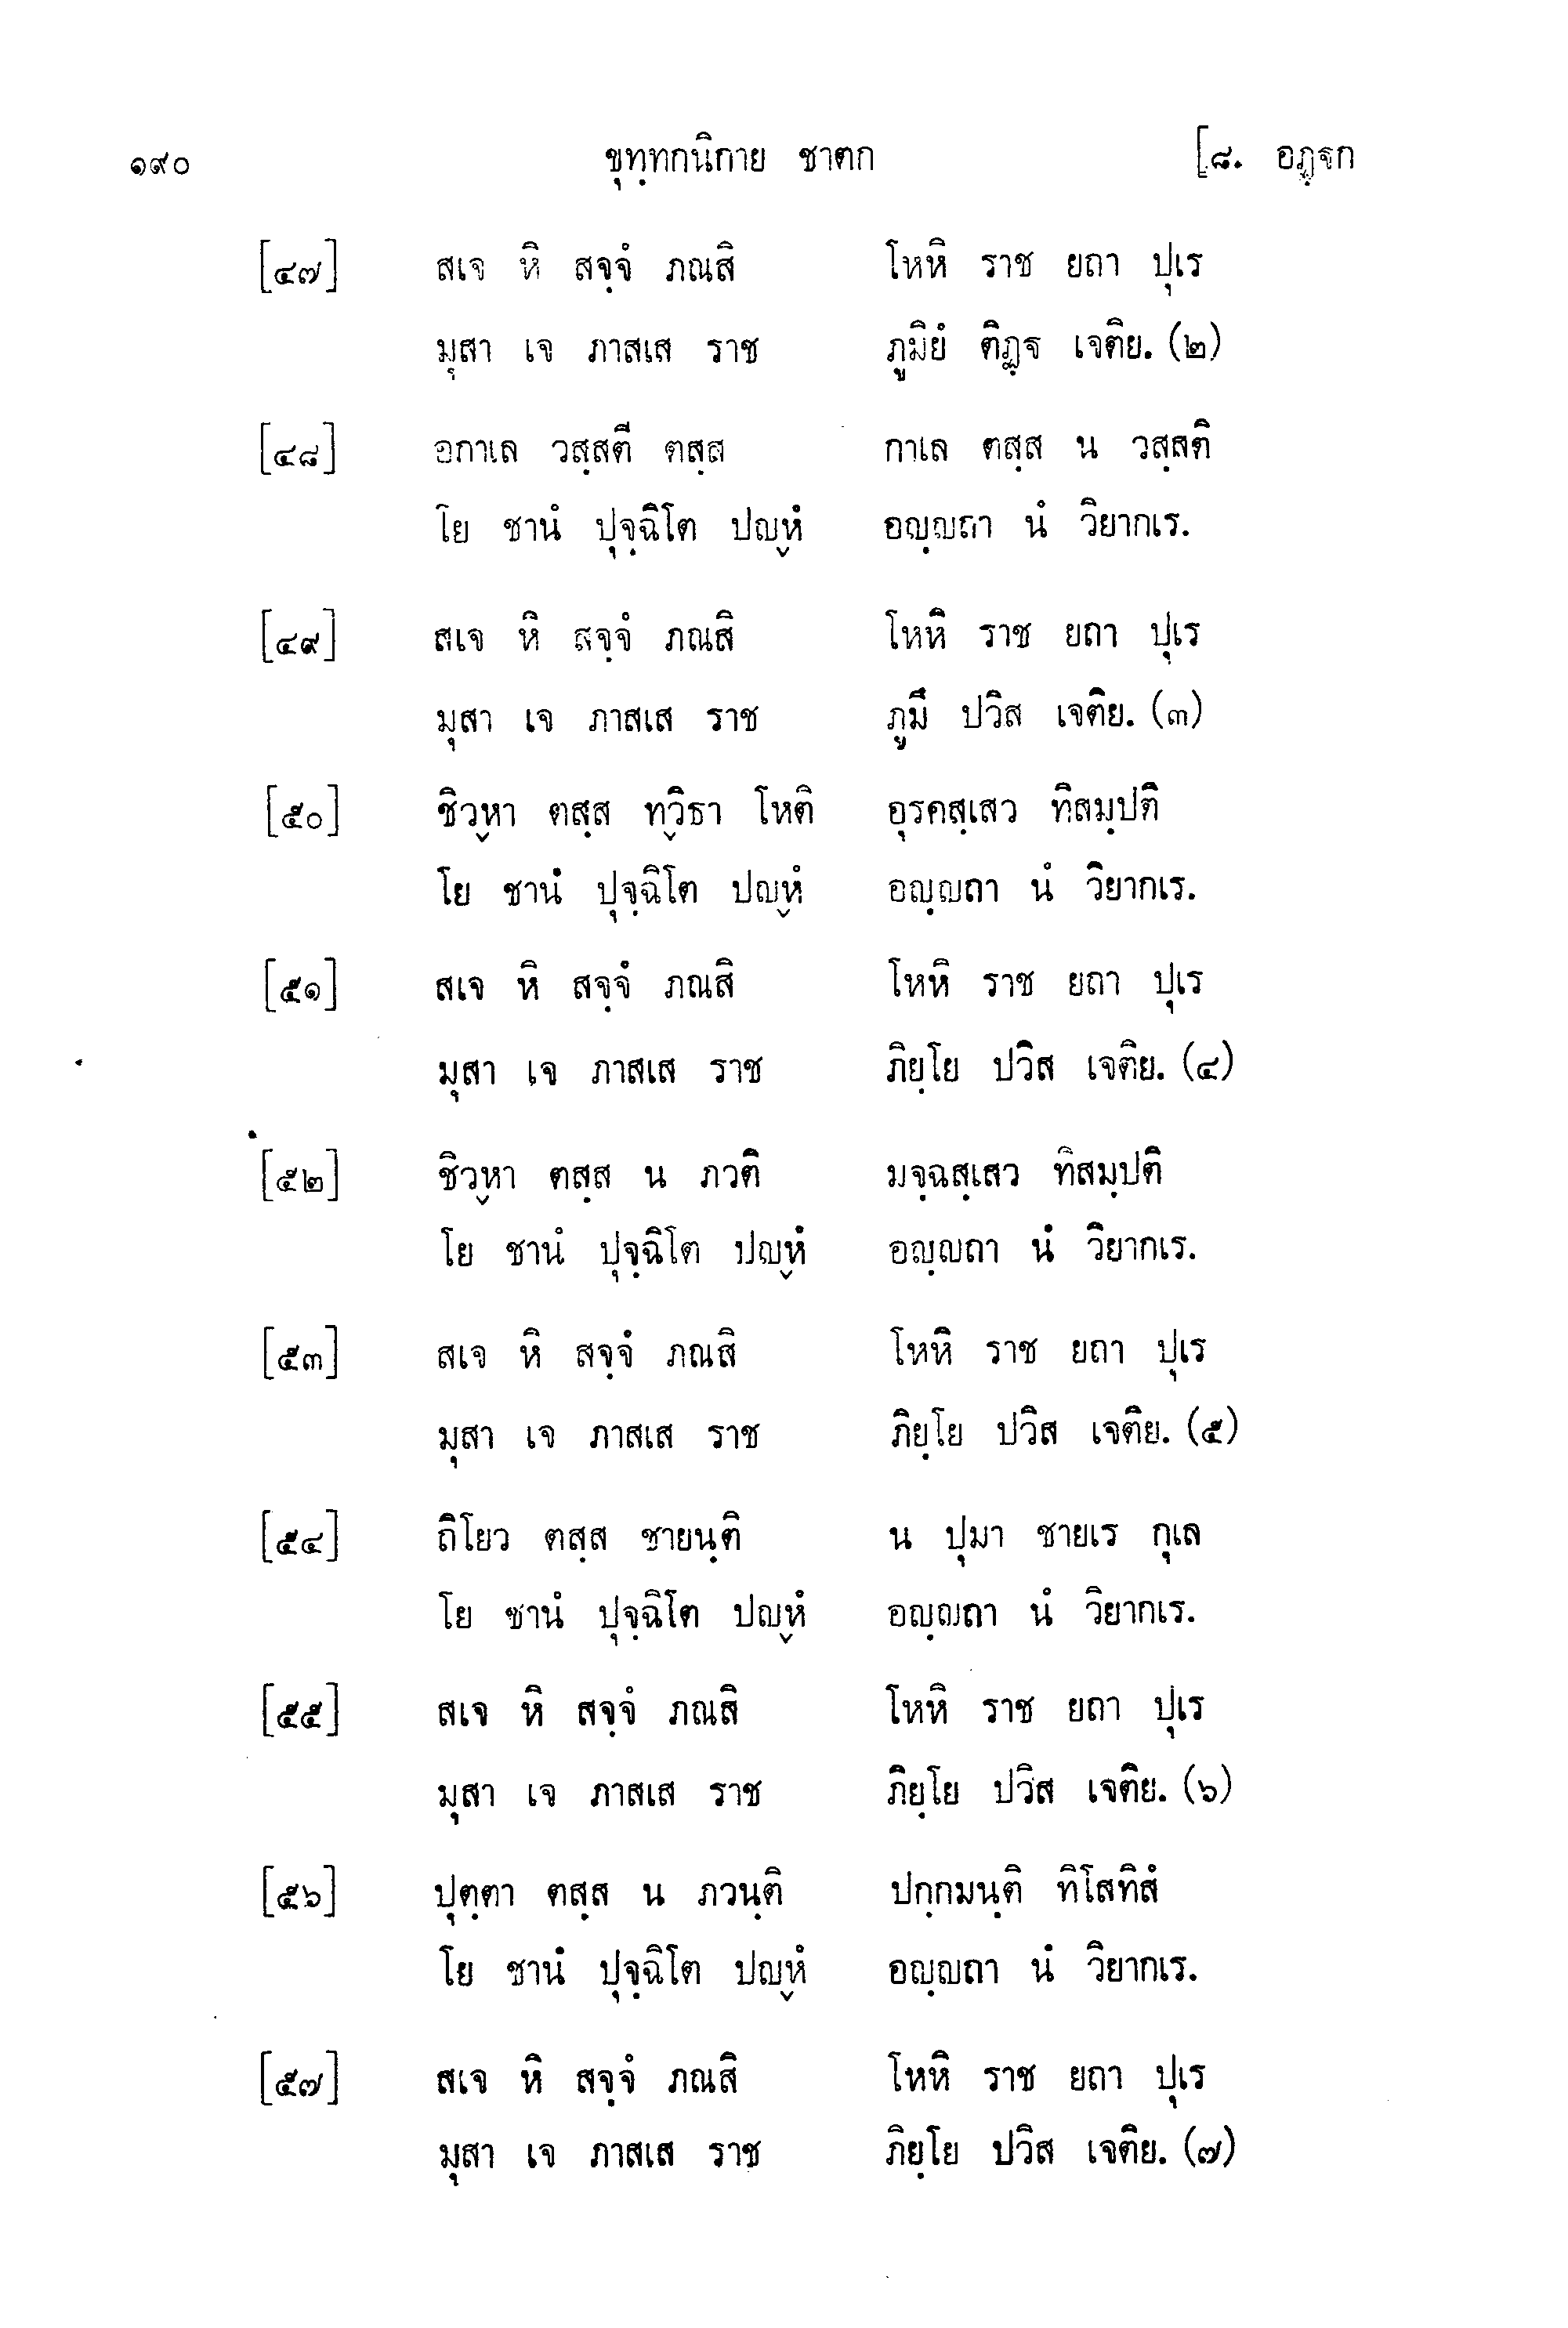 ๑๙๐ ขุทฺทกนิกาย ชาตก [๘. อฏฺฐก
[๔๗] สเจ หิ สจฺจํ ภณสิ โหหิ ราช ยถา ปุเร
มุสา เจ ภาสเส ราช ภูมิยํ ติฏฺฐ เจติย. (๒)
[๔๘] อกาเล วสฺสตี ตสฺส กาเล ตสฺส น วสฺสติ
โย ชานํ ปุจฺฉิโต ปญฺหํ อญฺญถา นํ วิยากเร.
[๔๙] สเจ หิ สจฺจํ ภณสิ โหหิ ราช ยถา ปุเร
มุสา เจ ภาสเส ราช ภูมึ ปวิส เจติย. (๓)
[๕๐] ชิวฺหา ตสฺส ทฺวิธา โหติ อุรคสฺเสว ทิสมฺปติ
โย ชานํ ปุจฺฉิโต ปญฺหํ อญฺญถา นํ วิยากเร.
[๕๑] สเจ หิ สจฺจํ ภณสิ โหหิ ราช ยถา ปุเร
มุสา เจ ภาสเส ราช ภิยฺโย ปวิส เจติย. (๔)
[๕๒] ชิวฺหา ตสฺส น ภวติ มจฺฉสฺเสว ทิสมฺปติ
โย ชานํ ปุจฺฉิโต ปญฺหํ อญฺญถา นํ วิยากเร.
[๕๓] สเจ หิ สจฺจํ ภณสิ โหหิ ราช ยถา ปุเร
มุสา เจ ภาสเส ราช ภิยฺโย ปวิส เจติย. (๕)
[๕๔] ถิโยว ตสฺส ชายนฺติ น ปุมา ชายเร กุเล
โย ชานํ ปุจฺฉิโต ปญฺหํ อญฺญถา นํ วิยากเร.
[๕๕] สเจ หิ สจฺจํ ภณสิ โหหิ ราช ยถา ปุเร
มุสา เจ ภาสเส ราช ภิยฺโย ปวิส เจติย. (๖)
[๕๖] ปุตฺตา ตสฺส น ภวนฺติ ปกฺกมนฺติ ทิโสทิสํ
โย ชานํ ปุจฺฉิโต ปญฺหํ อญฺญถา นํ วิยากเร.
[๕๗] สเจ หิ สจฺจํ ภณสิ โหหิ ราช ยถา ปุเร
มุสา เจ ภาสเส ราช ภิยฺโย ปวิส เจติย. (๗)